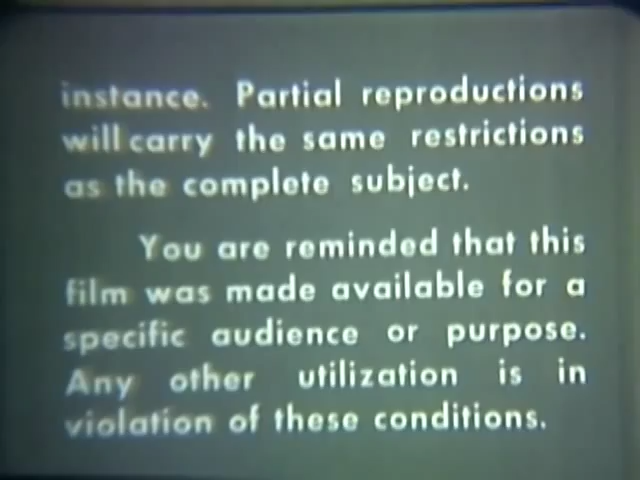 instance. Partial reproductions
will carry the same restrictions
as the complete subject.
You are reminded that this
film was made available for a
specific audience or purpose.
Any other utilization is in
violation of these conditions.